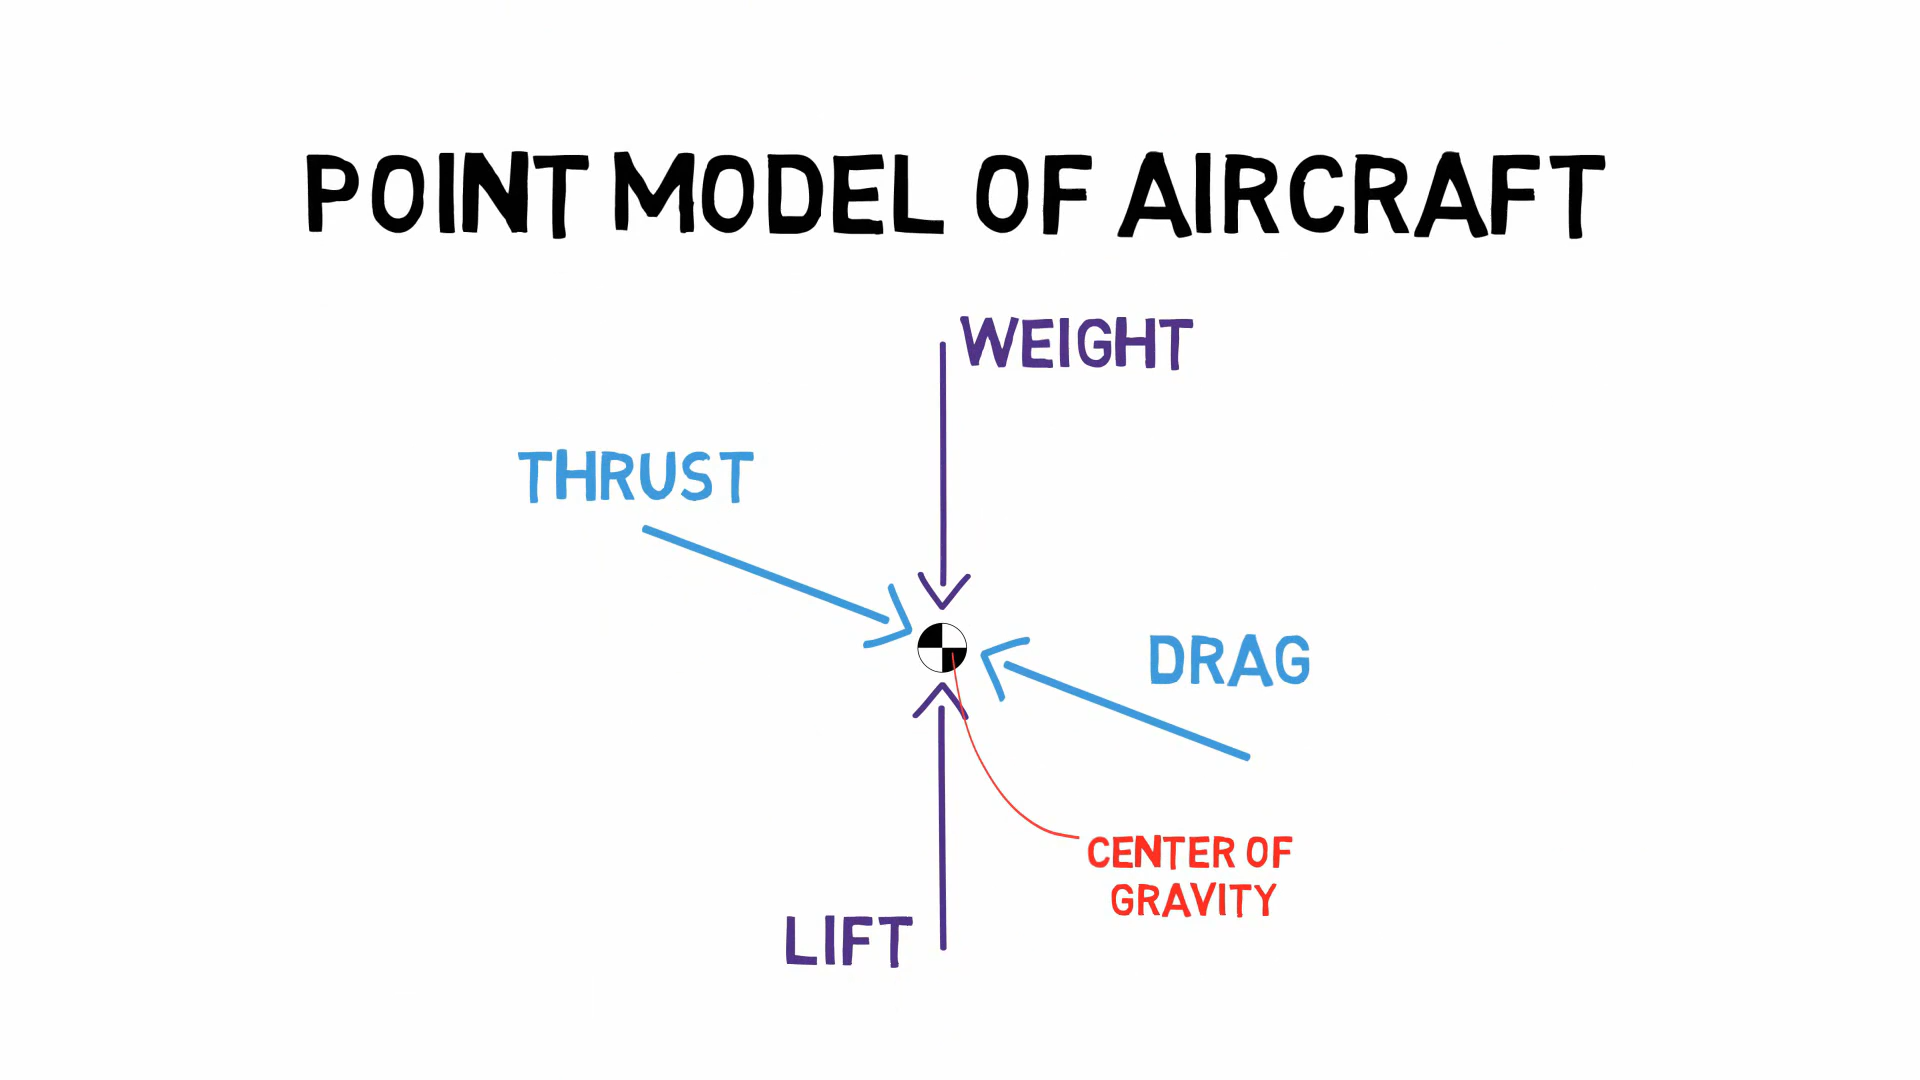 POINT MODEL OF AIRCRAFT
WEIGHT
THRUST
DRAG
CENTER OF
GRAVITY
LIFT